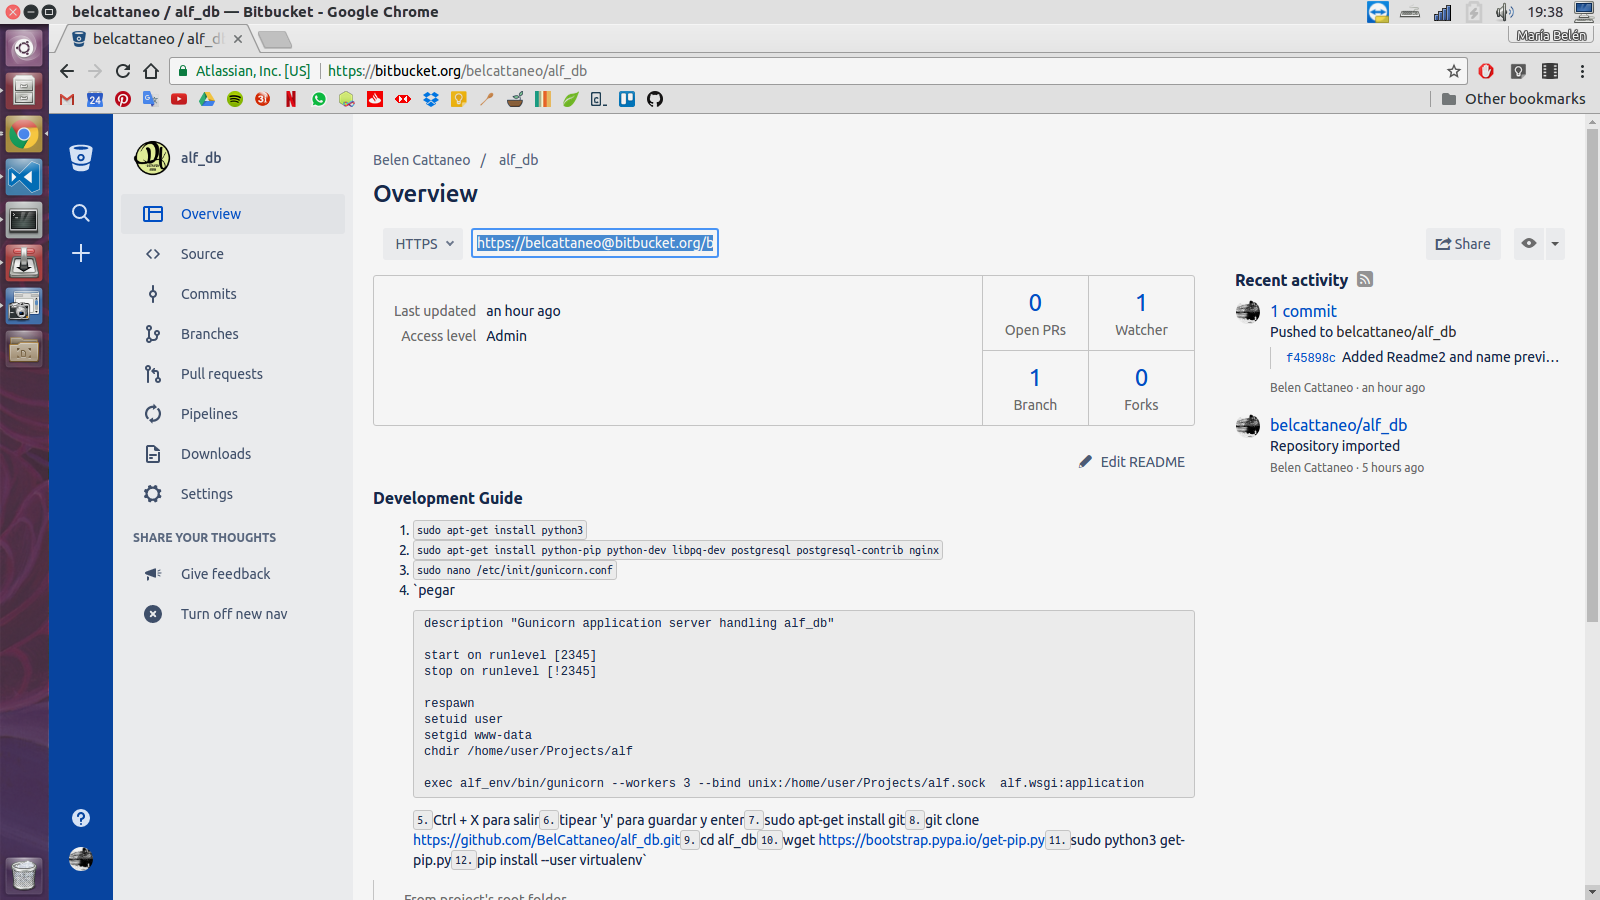 belcattaneo / alf_db — Bitbucket - Google Chrome
19:38
belcattaneo / alf_d
María Belén
Atlassian, Inc. [US]
https://bitbucket.org/belcattaneo/alf_db
Other bookmarks
alf_db
Overview
Source
Commits
Branches
Pull requests
Pipelines
Downloads
Settings
SHARE YOUR THOUGHTS
Give feedback
Turn off new nav
Belen Cattaneo / alf_db
Overview
HTTPS
https://belcattaneo@bitbucket.org/b
Share
Last updated an hour ago
Access level Admin
0
Open PRs
1
Watcher
1
Branch
0
Forks
Edit README
Recent activity
1 commit
Pushed to belcattaneo/alf_db
f45898c Added Readme2 and name previ…
Belen Cattaneo · an hour ago
belcattaneo/alf_db
Repository imported
Belen Cattaneo · 5 hours ago
Development Guide
1. sudo apt-get install python3
2. sudo apt-get install python-pip python-dev libpq-dev postgresql postgresql-contrib nginx
3. sudo nano /etc/init/gunicorn.conf
4. `pegar
description "Gunicorn application server handling alf_db"
start on runlevel [2345]
stop on runlevel [!2345]
respawn
setuid user
setgid www-data
chdir /home/user/Projects/alf
exec alf_env/bin/gunicorn --workers 3 --bind unix:/home/user/Projects/alf.sock  alf.wsgi:application
5. Ctrl + X para salir 6. tipear 'y' para guardar y enter 7. sudo apt-get install git 8. git clone
https://github.com/BelCattaneo/alf_db.git 9. cd alf_db 10. wget https://bootstrap.pypa.io/get-pip.py 11. sudo python3 get-
pip.py 12. pip install --user virtualenv`
From project's root folder